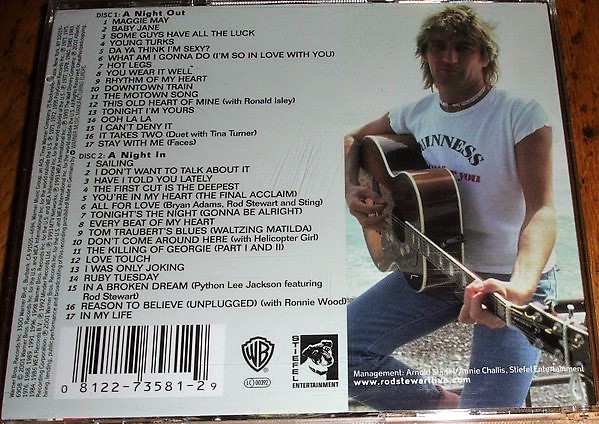 DISC 1: A Night Out
1 MAGGIE MAY
2 BABY JANE
3 SOME GUYS HAVE ALL THE LUCK
4 YOUNG TURKS
5 DA YA THINK I'M SEXY?
6 WHAT AM I GONNA DO (I'M SO IN LOVE WITH YOU)
7 HOT LEGS
8 YOU WEAR IT WELL
9 RHYTHM OF MY HEART
10 DOWNTOWN TRAIN
11 THE MOTOWN SONG
12 THIS OLD HEART OF MINE (with Ronald Isley)
13 TONIGHT I'M YOURS
14 OOH LA LA
15 I CAN'T DENY IT
16 IT TAKES TWO (Duet with Tina Turner)
17 STAY WITH ME (Faces)
DISC 2: A Night In
1 SAILING
2 I DON'T WANT TO TALK ABOUT IT
3 HAVE I TOLD YOU LATELY
4 THE FIRST CUT IS THE DEEPEST
5 YOU'RE IN MY HEART (THE FINAL ACCLAIM)
6 ALL FOR LOVE (Bryan Adams, Rod Stewart and Sting)
7 TONIGHT'S THE NIGHT (GONNA BE ALRIGHT)
8 EVERY BEAT OF MY HEART
9 TOM TRAUBERT'S BLUES (WALTZING MATILDA)
10 DON'T COME AROUND HERE (with Helicopter Girl)
11 THE KILLING OF GEORGIE (PART I AND II)
12 LOVE TOUCH
13 I WAS ONLY JOKING
14 RUBY TUESDAY
15 IN A BROKEN DREAM (Python Lee Jackson featuring
Rod Stewart)
16 REASON TO BELIEVE (UNPLUGGED) (with Ronnie Wood)
17 IN MY LIFE
0 8122-73581-2 9
WB
LC 00392
STIEFEL
ENTERTAINMENT
GUINNESS
YOU
Management: Arnold Stiefel/Annie Challis, Stiefel Entertainment
www.rodstewartlive.com